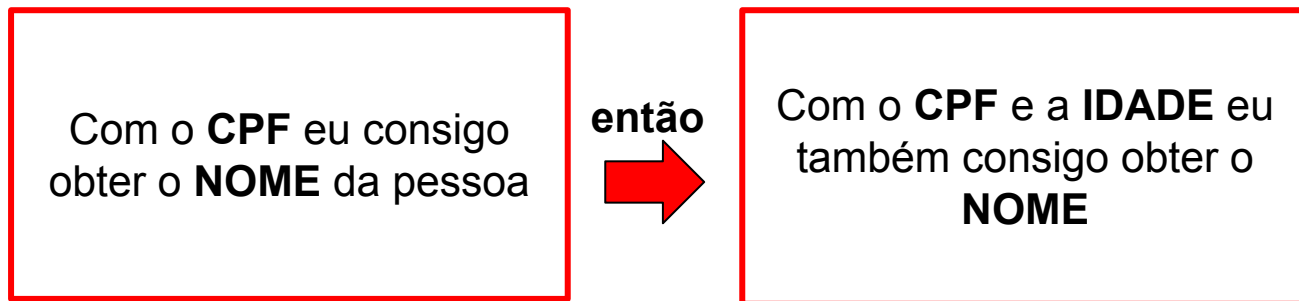 Com o CPF eu consigo
obter o NOME da pessoa
então
Com o CPF e a IDADE eu
também consigo obter o
NOME